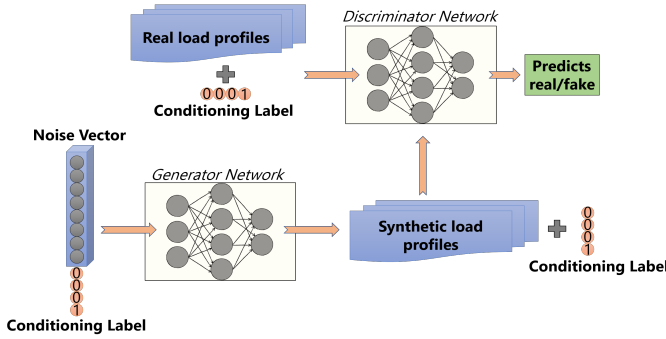 Discriminator Network
Real load profiles
0001
Conditioning Label
Predicts
real/fake
Noise Vector
Generator Network
Synthetic load
profiles
0
0
0
1
Conditioning Label
0
0
0
1
Conditioning Label